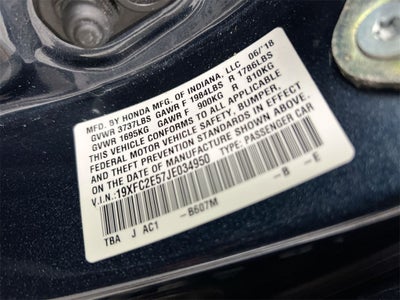 MFD. BY HONDA MFG. OF INDIANA, LLC 06/'18
GVWR 3737LBS GAWR F 1984LBS R 1786LBS
GVWR 1695KG GAWR F 900KG R 810KG
THIS VEHICLE CONFORMS TO ALL APPLICABLE
FEDERAL MOTOR VEHICLE SAFETY, BUMPER,
AND THEFT PREVENTION STANDARDS IN EFFECT
ON THE DATE OF MANUFACTURE SHOWN ABOVE.
V.I.N.:19XFC2E57JE034950 TYPE:PASSENGER CAR
TBA J AC1 -B607M -B -E